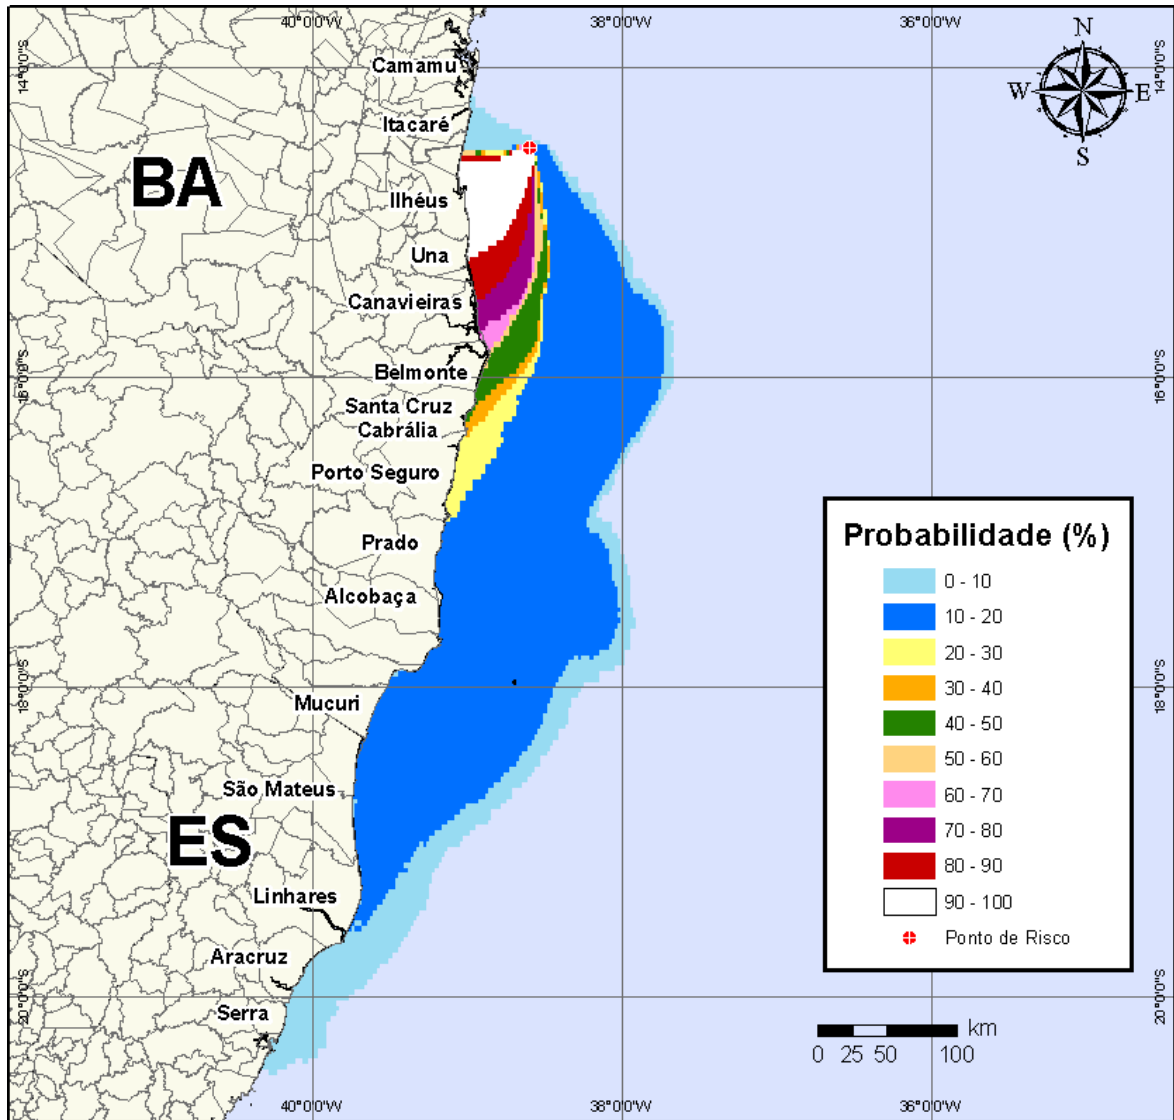 40°0'0"W
38°0'0"W
36°0'0"W
14°0'0"S
14°0'0"S
N
W
E
S
Camamu
Itacaré
BA
Ilhéus
Una
Canavieiras
16°0'0"S
16°0'0"S
Belmonte
Santa Cruz
Cabrália
Porto Seguro
Prado
Alcobaça
18°0'0"S
18°0'0"S
Mucuri
São Mateus
ES
Linhares
Aracruz
20°0'0"S
20°0'0"S
Serra
Probabilidade (%)
0 - 10
10 - 20
20 - 30
30 - 40
40 - 50
50 - 60
60 - 70
70 - 80
80 - 90
90 - 100
Ponto de Risco
km
0 25 50 100
40°0'0"W
38°0'0"W
36°0'0"W